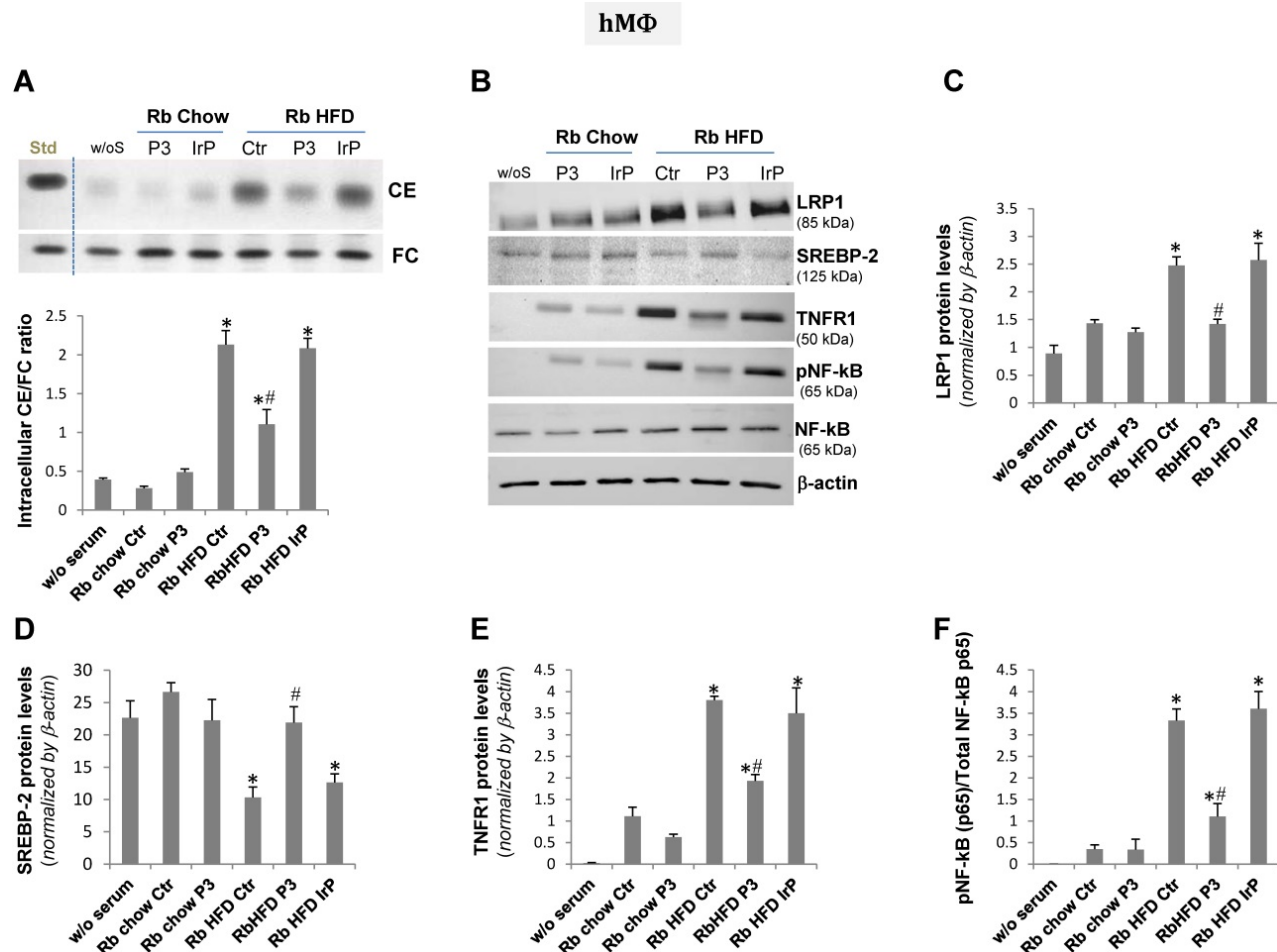 hMΦ
A
Rb Chow Rb HFD
Std w/oS P3 IrP Ctr P3 IrP
CE
FC
Intracellular CE/FC ratio
2.5
2
1.5
1
0.5
0
* *# *
w/o serum
Rb chow Ctr
Rb chow P3
Rb HFD Ctr
RbHFD P3
Rb HFD IrP
B
Rb Chow Rb HFD
w/oS P3 IrP Ctr P3 IrP
LRP1
(85 kDa)
SREBP-2
(125 kDa)
TNFR1
(50 kDa)
pNF-kB
(65 kDa)
NF-kB
(65 kDa)
β-actin
C
LRP1 protein levels
(normalized by β-actin)
3.5
3
2.5
2
1.5
1
0.5
0
* # *
w/o serum
Rb chow Ctr
Rb chow P3
Rb HFD Ctr
RbHFD P3
Rb HFD IrP
D
SREBP-2 protein levels
(normalized by β-actin)
30
25
20
15
10
5
0
* # *
w/o serum
Rb chow Ctr
Rb chow P3
Rb HFD Ctr
RbHFD P3
Rb HFD IrP
E
TNFR1 protein levels
(normalized by β-actin)
4.5
4
3.5
3
2.5
2
1.5
1
0.5
0
* *# *
w/o serum
Rb chow Ctr
Rb chow P3
Rb HFD Ctr
RbHFD P3
Rb HFD IrP
F
pNF-kB (p65)/Total NF-kB p65)
4.5
4
3.5
3
2.5
2
1.5
1
0.5
0
* *# *
w/o serum
Rb chow Ctr
Rb chow P3
Rb HFD Ctr
RbHFD P3
Rb HFD IrP